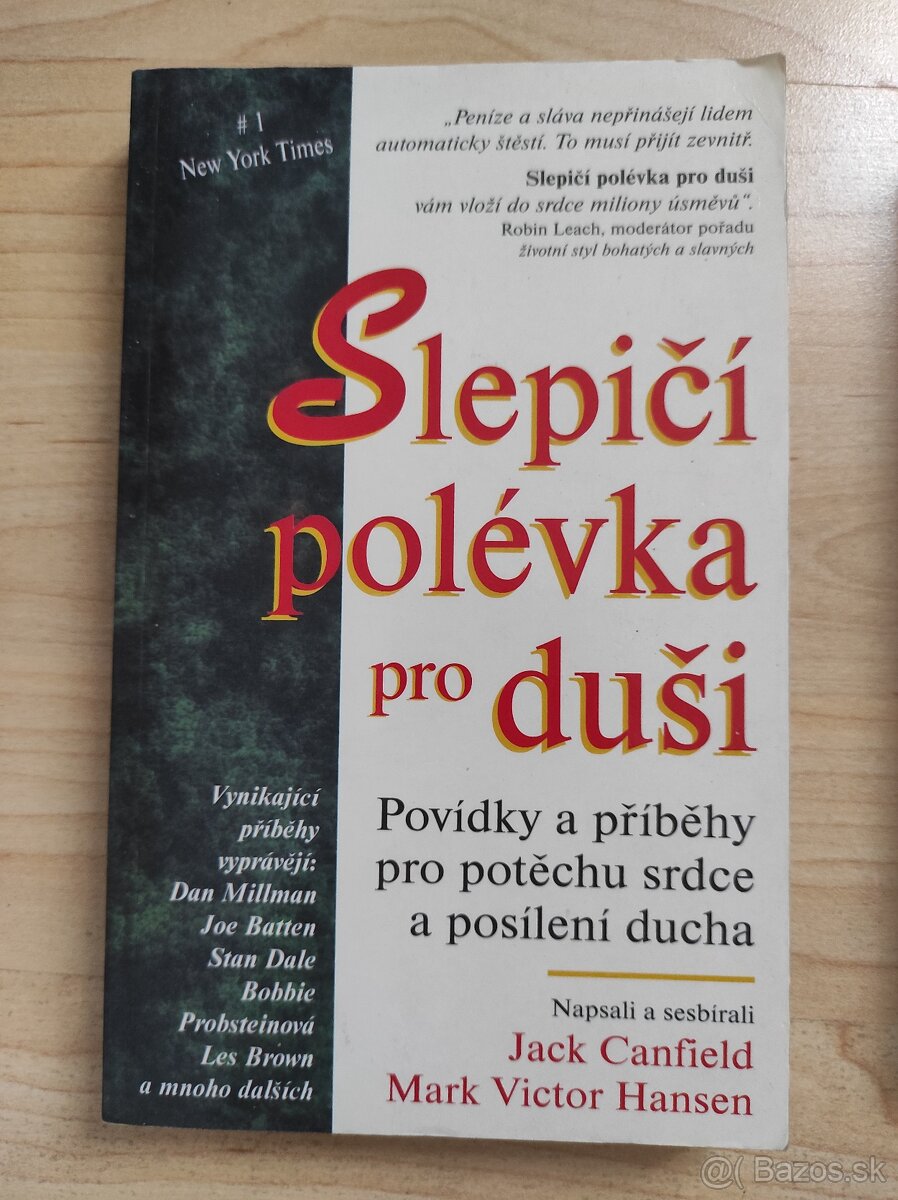 # 1
New York Times
„Peníze a sláva nepřinášejí lidem
automaticky štěstí. To musí přijít zevnitř.
Slepičí polévka pro duši
vám vloží do srdce miliony úsměvů“.
Robin Leach, moderátor pořadu
životní styl bohatých a slavných
Slepičí
polévka
pro duši
Povídky a příběhy
pro potěchu srdce
a posílení ducha
Napsali a sesbírali
Jack Canfield
Mark Victor Hansen
Vynikající
příběhy
vyprávějí:
Dan Millman
Joe Batten
Stan Dale
Bobbie
Probsteinová
Les Brown
a mnoho dalších
@( Bazos.sk